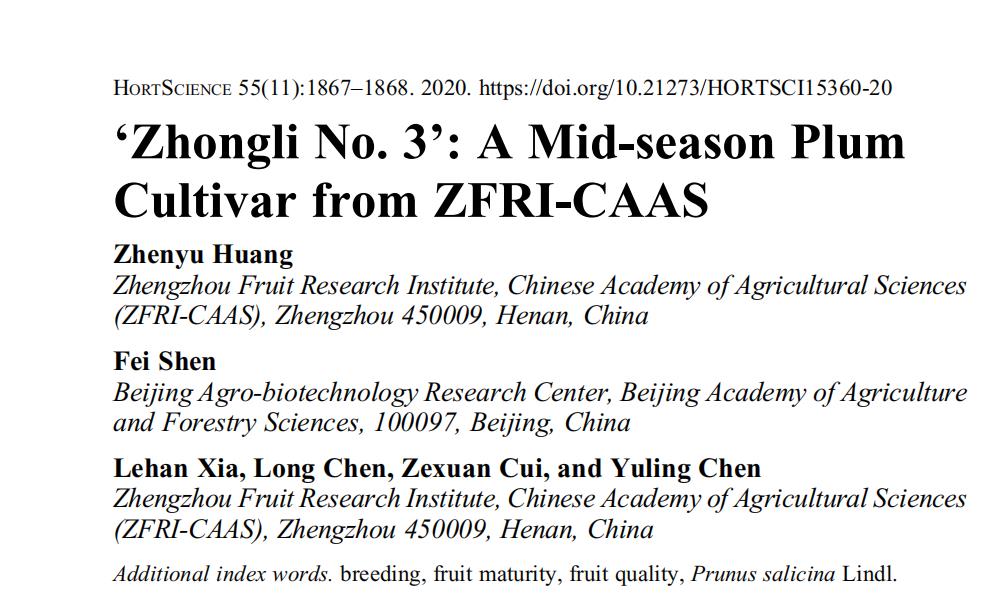 HORTSCIENCE 55(11):1867–1868. 2020. https://doi.org/10.21273/HORTSCI15360-20
‘Zhongli No. 3’: A Mid-season Plum
Cultivar from ZFRI-CAAS
Zhenyu Huang
Zhengzhou Fruit Research Institute, Chinese Academy of Agricultural Sciences
(ZFRI-CAAS), Zhengzhou 450009, Henan, China
Fei Shen
Beijing Agro-biotechnology Research Center, Beijing Academy of Agriculture
and Forestry Sciences, 100097, Beijing, China
Lehan Xia, Long Chen, Zexuan Cui, and Yuling Chen
Zhengzhou Fruit Research Institute, Chinese Academy of Agricultural Sciences
(ZFRI-CAAS), Zhengzhou 450009, Henan, China
Additional index words. breeding, fruit maturity, fruit quality, Prunus salicina Lindl.